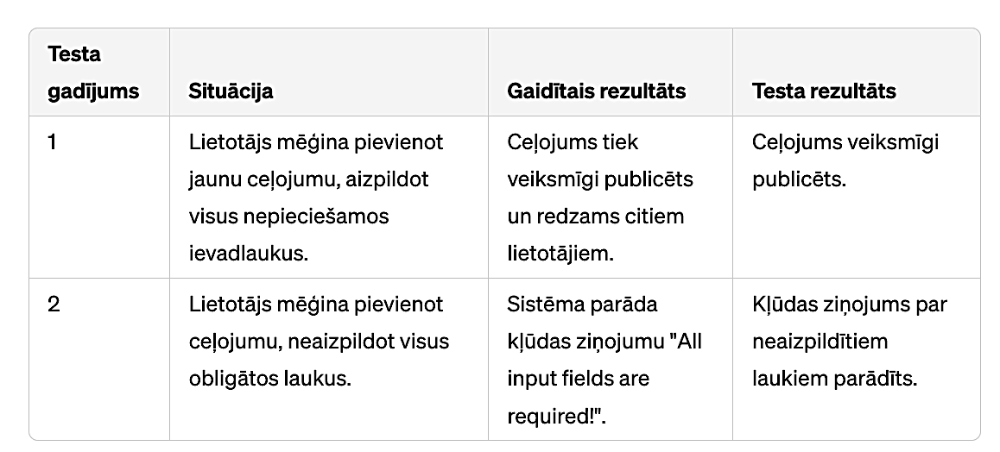 Testa
gadījums
Situācija
Gaidītais rezultāts
Testa rezultāts
1
Lietotājs mēģina pievienot
jaunu ceļojumu, aizpildot
visus nepieciešamos
ievadlaukus.
Ceļojums tiek
veiksmīgi publicēts
un redzams citiem
lietotājiem.
Ceļojums veiksmīgi
publicēts.
2
Lietotājs mēģina pievienot
ceļojumu, neaizpildot visus
obligātos laukus.
Sistēma parāda
kļūdas ziņojumu "All
input fields are
required!".
Kļūdas ziņojums par
neaizpildītiem
laukiem parādīts.